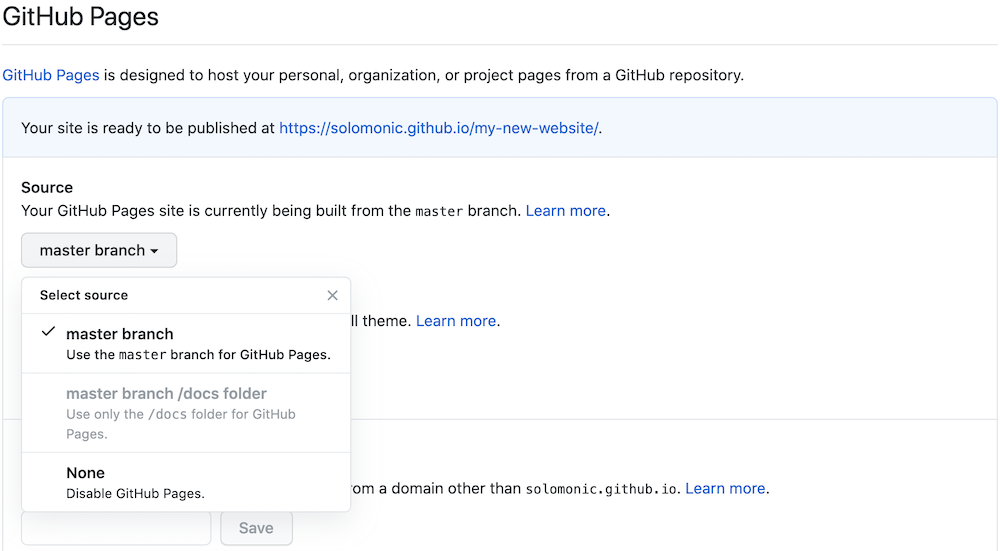 GitHub Pages
GitHub Pages is designed to host your personal, organization, or project pages from a GitHub repository.
Your site is ready to be published at https://solomonic.github.io/my-new-website/.
Source
Your GitHub Pages site is currently being built from the master branch. Learn more.
master branch
Select source
ll theme. Learn more.
master branch
Use the master branch for GitHub Pages.
master branch /docs folder
Use only the /docs folder for GitHub
Pages.
None
Disable GitHub Pages.
om a domain other than solomonic.github.io. Learn more.
Save